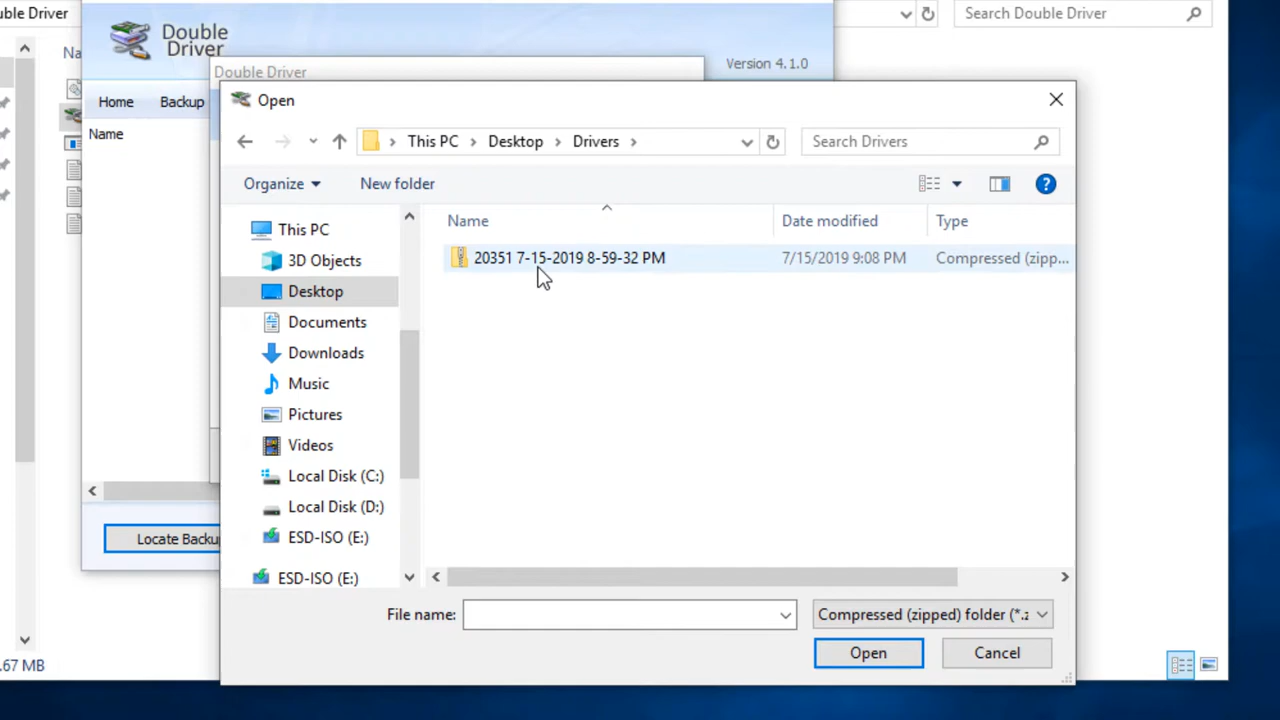 uble Driver
Search Double Driver
Double
Driver
Version 4.1.0
Double Driver
Home
Backup
Name
Na
Open
This PC
Desktop
Drivers
Search Drivers
Organize
New folder
Name
Date modified
Type
This PC
3D Objects
Desktop
Documents
Downloads
Music
Pictures
Videos
Local Disk (C:)
Local Disk (D:)
ESD-ISO (E:)
ESD-ISO (E:)
20351 7-15-2019 8-59-32 PM
7/15/2019 9:08 PM
Compressed (zipp...
Locate Backu
File name:
Compressed (zipped) folder (*.z
Open
Cancel
.67 MB